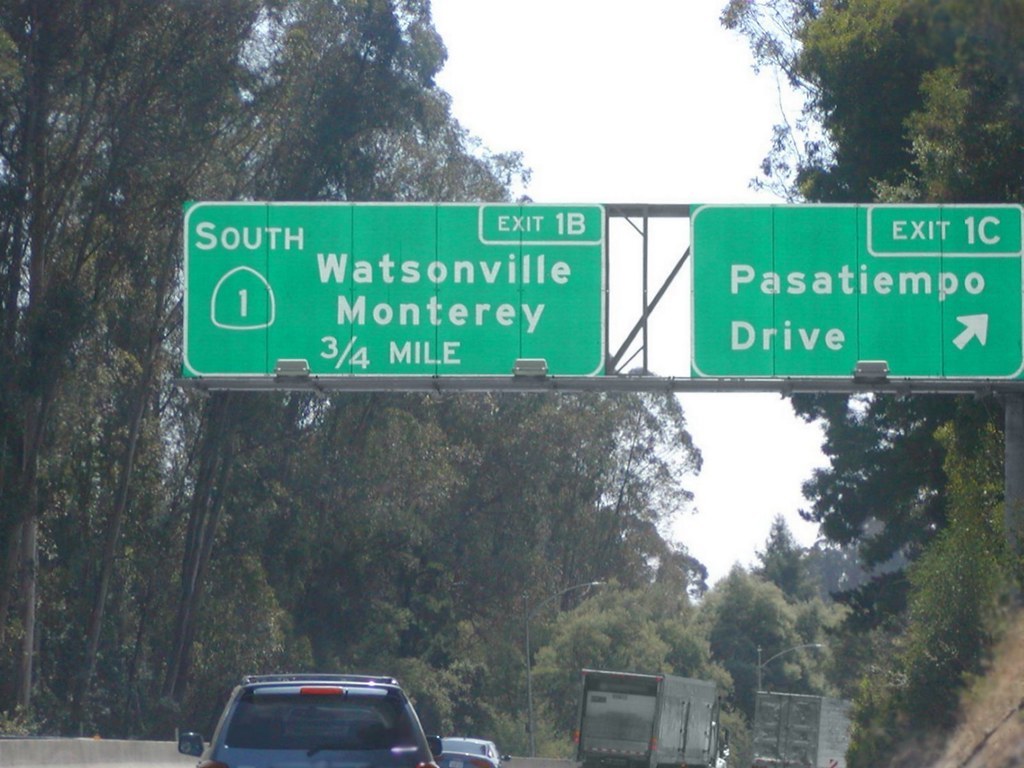 SOUTH
EXIT 1B
1
Watsonville
Monterey
3/4 MILE
EXIT 1C
Pasatiempo
Drive